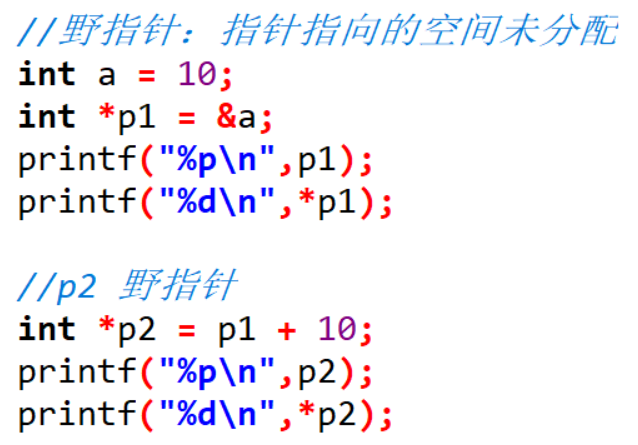 //野指针：指针指向的空间未分配
int a = 10;
int *p1 = &a;
printf("%p\n",p1);
printf("%d\n",*p1);
//p2 野指针
int *p2 = p1 + 10;
printf("%p\n",p2);
printf("%d\n",*p2);